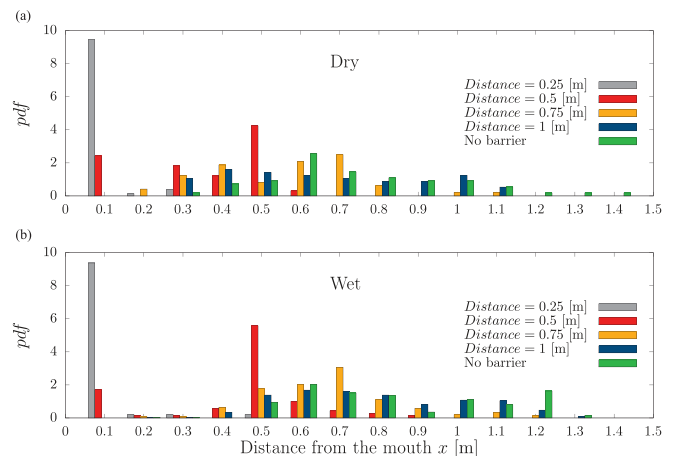 (a)
10
8
6
4
2
0
pdf
Dry
Distance = 0.25 [m]
Distance = 0.5 [m]
Distance = 0.75 [m]
Distance = 1 [m]
No barrier
0 0.1 0.2 0.3 0.4 0.5 0.6 0.7 0.8 0.9 1 1.1 1.2 1.3 1.4 1.5
(b)
10
8
6
4
2
0
pdf
Wet
Distance = 0.25 [m]
Distance = 0.5 [m]
Distance = 0.75 [m]
Distance = 1 [m]
No barrier
0 0.1 0.2 0.3 0.4 0.5 0.6 0.7 0.8 0.9 1 1.1 1.2 1.3 1.4 1.5
Distance from the mouth x [m]